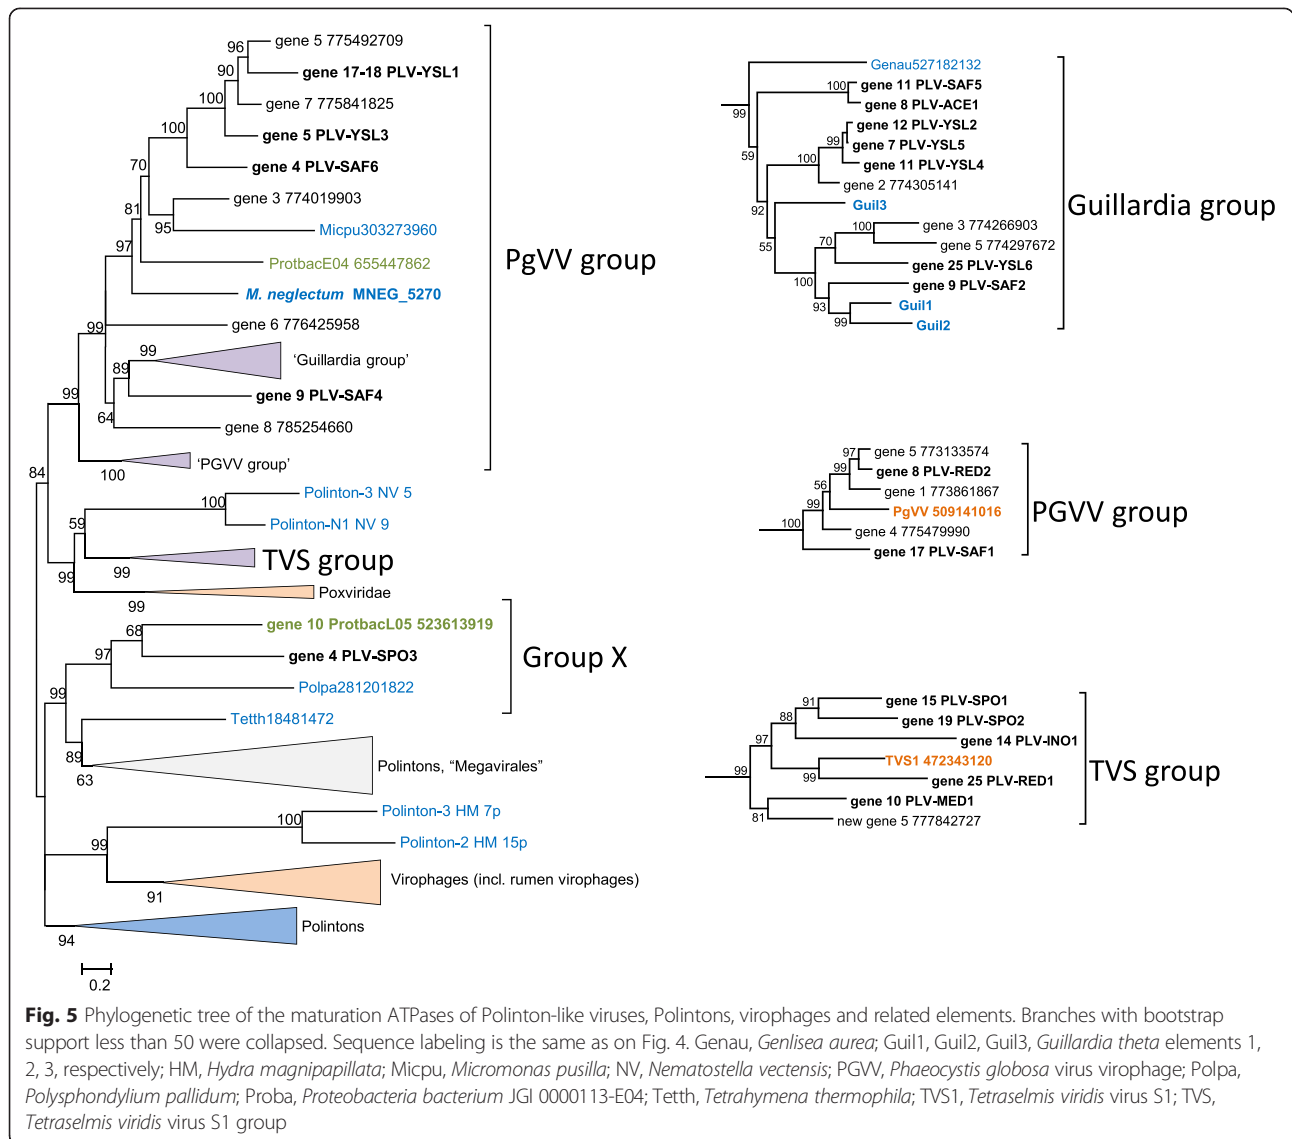 96
gene 5 775492709
90
gene 17-18 PLV-YSL1
gene 7 775841825
100
gene 5 PLV-YSL3
100
gene 4 PLV-SAF6
70
gene 3 774019903
81
95
Micpu303273960
97
ProtbacE04 655447862
M. neglectum MNEG_5270
99
gene 6 776425958
99
'Guillardia group'
89
gene 9 PLV-SAF4
99
64
gene 8 785254660
100
'PGVV group'
PgVV group
84
Polinton-3 NV 5
100
Polinton-N1 NV 9
59
TVS group
99
99
Poxviridae
99
gene 10 ProtbacL05 523613919
68
gene 4 PLV-SPO3
97
Polpa281201822
Group X
99
Tetth18481472
89
63
Polintons, "Megavirales"
Polinton-3 HM 7p
100
Polinton-2 HM 15p
99
91
Virophages (incl. rumen virophages)
Polintons
94
0.2
Genau527182132
99
100
gene 11 PLV-SAF5
gene 8 PLV-ACE1
gene 12 PLV-YSL2
99
gene 7 PLV-YSL5
59
100
gene 11 PLV-YSL4
gene 2 774305141
92
Guil3
gene 3 774266903
100
gene 5 774297672
55
70
gene 25 PLV-YSL6
100
gene 9 PLV-SAF2
93
Guil1
99
Guil2
Guillardia group
97
gene 5 773133574
99
gene 8 PLV-RED2
56
gene 1 773861867
99
PgVV 509141016
100
gene 4 775479990
gene 17 PLV-SAF1
PGVV group
91
gene 15 PLV-SPO1
88
gene 19 PLV-SPO2
97
gene 14 PLV-INO1
TVS1 472343120
99
99
gene 25 PLV-RED1
gene 10 PLV-MED1
81
new gene 5 777842727
TVS group
Fig. 5 Phylogenetic tree of the maturation ATPases of Polinton-like viruses, Polintons, virophages and related elements. Branches with bootstrap
support less than 50 were collapsed. Sequence labeling is the same as on Fig. 4. Genau, Genlisea aurea; Guil1, Guil2, Guil3, Guillardia theta elements 1,
2, 3, respectively; HM, Hydra magnipapillata; Micpu, Micromonas pusilla; NV, Nematostella vectensis; PGVV, Phaeocystis globosa virus virophage; Polpa,
Polysphondylium pallidum; Proba, Proteobacteria bacterium JGI 0000113-E04; Tetth, Tetrahymena thermophila; TVS1, Tetraselmis viridis virus S1; TVS,
Tetraselmis viridis virus S1 group